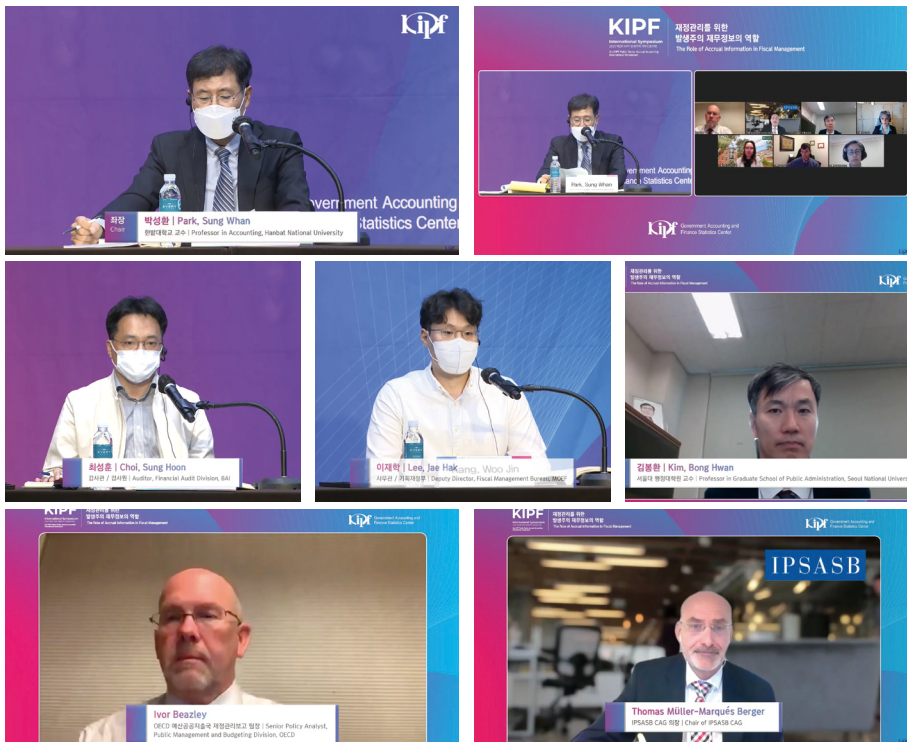 Kipf
overnment Accounting
Statistics Center
좌장
Chair
박성환 | Park, Sung Whan
한밭대학교 교수 | Professor in Accounting, Hanbat National University
KIPF
International Symposium
재정관리를 위한
발생주의 재무정보의 역할
The Role of Accrual Information in Fiscal Management
Park, Sung Whan
vernment Accounting
ance Statistics Cente
Kipf
Government Accounting and
Finance Statistics Center
최성훈 | Choi, Sung Hoon
감사관 / 감사원 | Auditor, Financial Audit Division, BAI
이재학 | Lee, Jae Hak
Kang, Woo Jin
사무관 / 기획재정부 | Deputy Director, Fiscal Management Bureau, MOEF
재정관리를 위한
발생주의 재무정보의 역할
The Role of Accrual Information in Fiscal Management
Kipf
김봉환 | Kim, Bong Hwan
서울대 행정대학원 교수 | Professor in Graduate School of Public Administration, Seoul National Univer
KIPF
재정관리를 위한
발생주의 재무정보의 역할
The Role of Accrual Information in Fiscal Management
Kipf
Government Accounting and
Finance Statistics Center
Ivor Beazley
OECD 예산공공지출국 재정관리보고 팀장 | Senior Policy Analyst,
Public Management and Budgeting Division, OECD
KIPF
재정관리를 위한
발생주의 재무정보의 역할
The Role of Accrual Information in Fiscal Management
Kipf
Government Accounting and
Finance Statistics Center
IPSASB
Thomas Müller-Marqués Berger
IPSASB CAG 의장 | Chair of IPSASB CAG